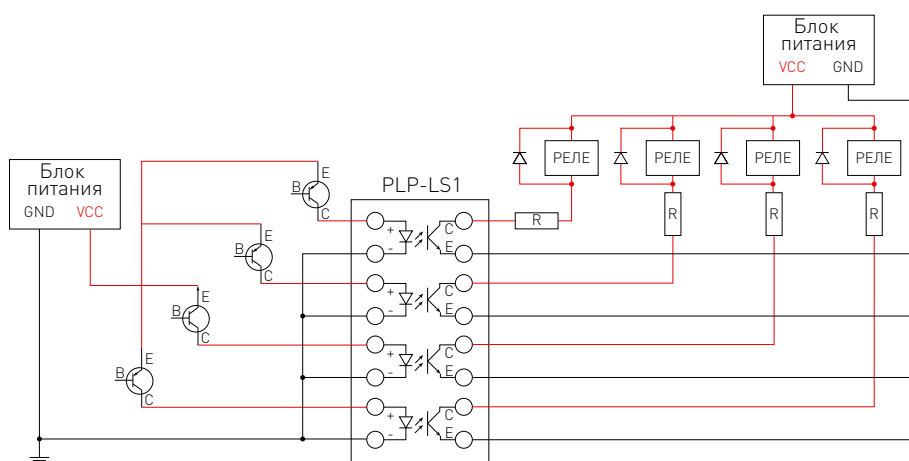 Блок
питания
VCC GND
РЕЛЕ РЕЛЕ РЕЛЕ РЕЛЕ
Блок
питания
GND VCC
PLP-LS1
E
B
C
+
-
C
E
R
R
R
R
E
B
C
+
-
C
E
E
B
C
+
-
C
E
E
B
C
+
-
C
E